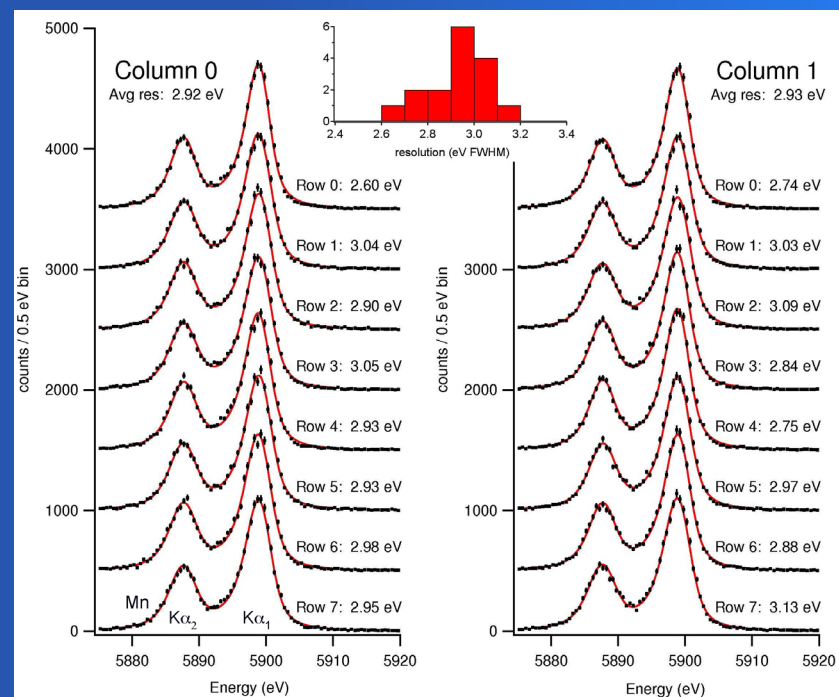 5000
4000
3000
2000
1000
0
counts / 0.5 eV bin
Column 0
Avg res: 2.92 eV
Row 0: 2.60 eV
Row 1: 3.04 eV
Row 2: 2.90 eV
Row 3: 3.05 eV
Row 4: 2.93 eV
Row 5: 2.93 eV
Row 6: 2.98 eV
Row 7: 2.95 eV
Mn
Kα₂
Kα₁
5880 5890 5900 5910 5920
Energy (eV)
6
4
2
0
2.4 2.6 2.8 3.0 3.2 3.4
resolution (eV FWHM)
3000
2000
1000
0
counts / 0.5 eV bin
Column 1
Avg res: 2.93 eV
Row 0: 2.74 eV
Row 1: 3.03 eV
Row 2: 3.09 eV
Row 3: 2.84 eV
Row 4: 2.75 eV
Row 5: 2.97 eV
Row 6: 2.88 eV
Row 7: 3.13 eV
5880 5890 5900 5910 5920
Energy (eV)